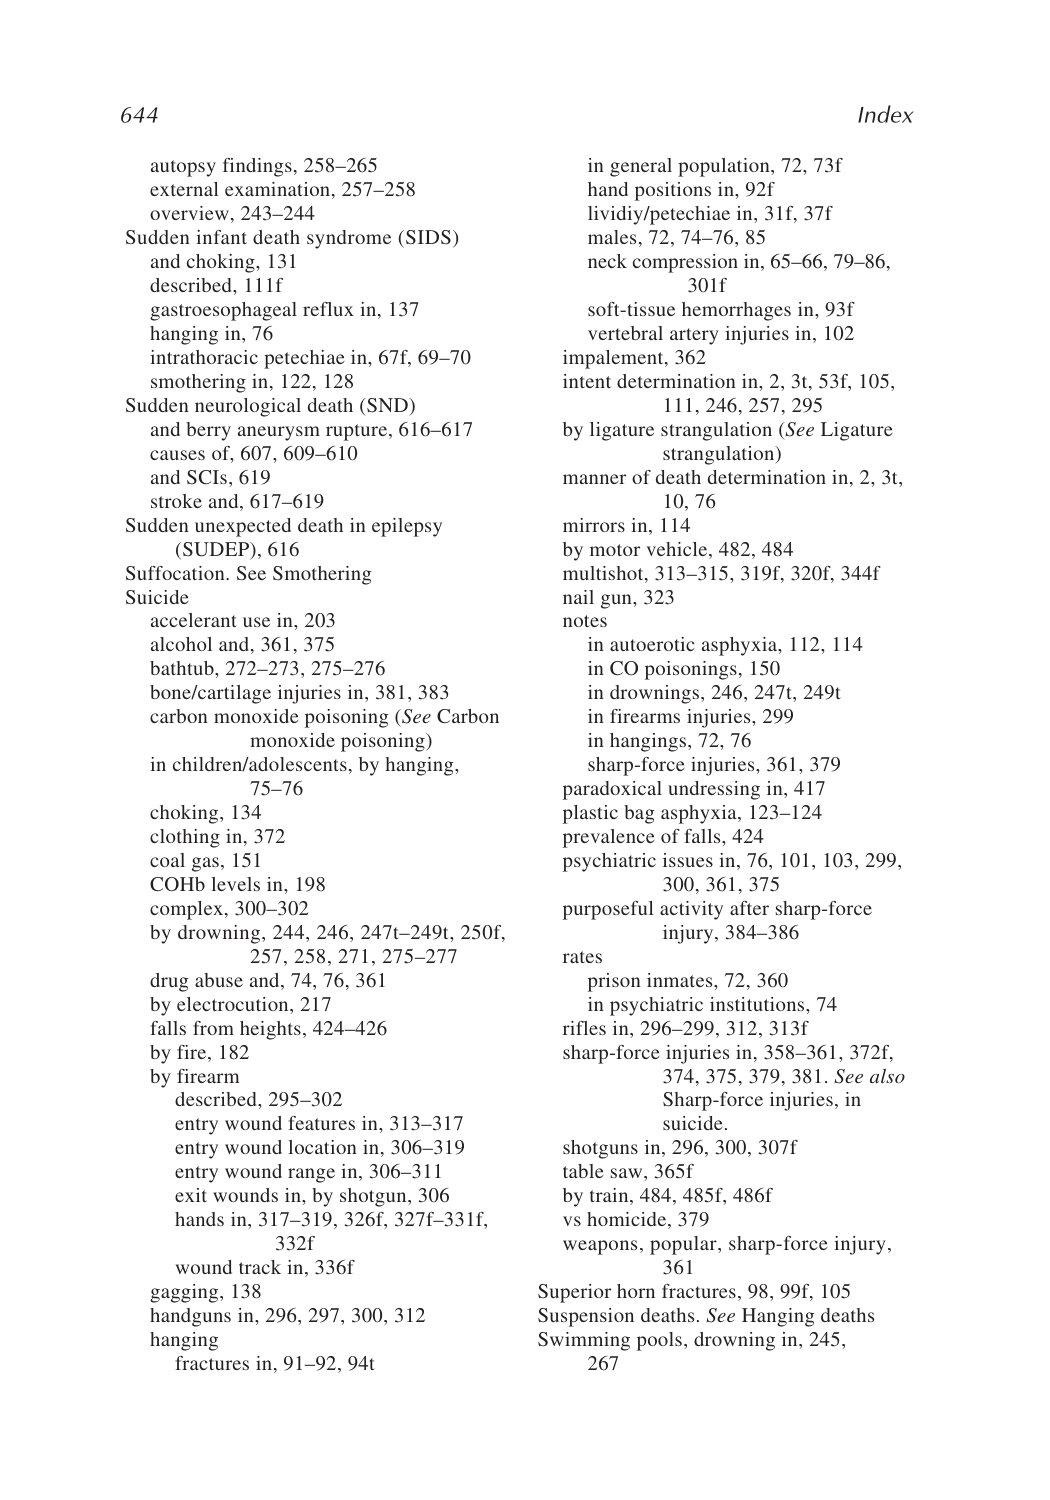 644
Index
autopsy findings, 258–265
external examination, 257–258
overview, 243–244
Sudden infant death syndrome (SIDS)
and choking, 131
described, 111f
gastroesophageal reflux in, 137
hanging in, 76
intrathoracic petechiae in, 67f, 69–70
smothering in, 122, 128
Sudden neurological death (SND)
and berry aneurysm rupture, 616–617
causes of, 607, 609–610
and SCIs, 619
stroke and, 617–619
Sudden unexpected death in epilepsy
(SUDEP), 616
Suffocation. See Smothering
Suicide
accelerant use in, 203
alcohol and, 361, 375
bathtub, 272–273, 275–276
bone/cartilage injuries in, 381, 383
carbon monoxide poisoning (See Carbon
monoxide poisoning)
in children/adolescents, by hanging,
75–76
choking, 134
clothing in, 372
coal gas, 151
COHb levels in, 198
complex, 300–302
by drowning, 244, 246, 247t–249t, 250f,
257, 258, 271, 275–277
drug abuse and, 74, 76, 361
by electrocution, 217
falls from heights, 424–426
by fire, 182
by firearm
described, 295–302
entry wound features in, 313–317
entry wound location in, 306–319
entry wound range in, 306–311
exit wounds in, by shotgun, 306
hands in, 317–319, 326f, 327f–331f,
332f
wound track in, 336f
gagging, 138
handguns in, 296, 297, 300, 312
hanging
fractures in, 91–92, 94t
in general population, 72, 73f
hand positions in, 92f
lividiy/petechiae in, 31f, 37f
males, 72, 74–76, 85
neck compression in, 65–66, 79–86,
301f
soft-tissue hemorrhages in, 93f
vertebral artery injuries in, 102
impalement, 362
intent determination in, 2, 3t, 53f, 105,
111, 246, 257, 295
by ligature strangulation (See Ligature
strangulation)
manner of death determination in, 2, 3t,
10, 76
mirrors in, 114
by motor vehicle, 482, 484
multishot, 313–315, 319f, 320f, 344f
nail gun, 323
notes
in autoerotic asphyxia, 112, 114
in CO poisonings, 150
in drownings, 246, 247t, 249t
in firearms injuries, 299
in hangings, 72, 76
sharp-force injuries, 361, 379
paradoxical undressing in, 417
plastic bag asphyxia, 123–124
prevalence of falls, 424
psychiatric issues in, 76, 101, 103, 299,
300, 361, 375
purposeful activity after sharp-force
injury, 384–386
rates
prison inmates, 72, 360
in psychiatric institutions, 74
rifles in, 296–299, 312, 313f
sharp-force injuries in, 358–361, 372f,
374, 375, 379, 381. See also
Sharp-force injuries, in
suicide.
shotguns in, 296, 300, 307f
table saw, 365f
by train, 484, 485f, 486f
vs homicide, 379
weapons, popular, sharp-force injury,
361
Superior horn fractures, 98, 99f, 105
Suspension deaths. See Hanging deaths
Swimming pools, drowning in, 245,
267